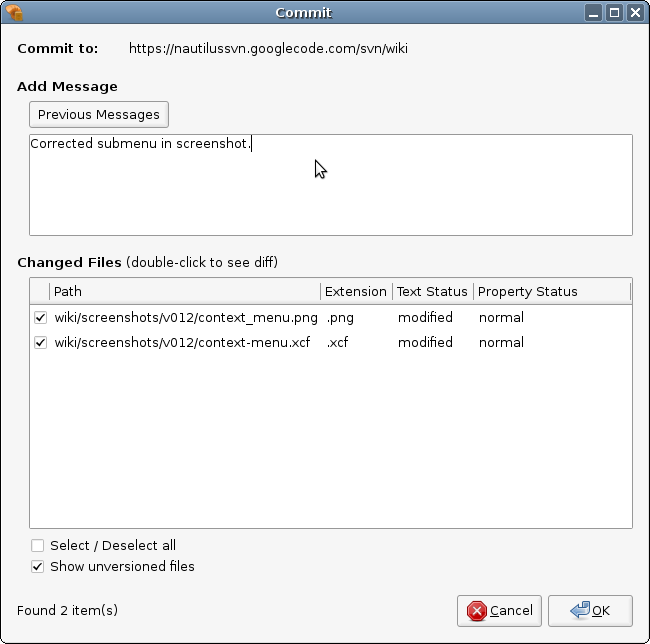 Commit
Commit to: https://nautilussvn.googlecode.com/svn/wiki
Add Message
Previous Messages
Corrected submenu in screenshot.
Changed Files (double-click to see diff)
Path Extension Text Status Property Status
wiki/screenshots/v012/context_menu.png .png modified normal
wiki/screenshots/v012/context-menu.xcf .xcf modified normal
Select / Deselect all
Show unversioned files
Found 2 item(s) Cancel OK